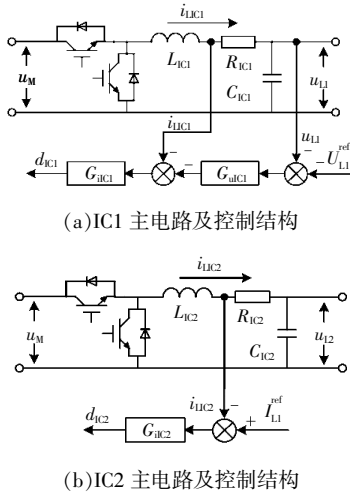 i_LIC1
u_M
L_IC1
R_IC1
C_IC1
u_L1
i_LIC1
u_L1
d_IC1
G_iIC1
−
−
G_uIC1
−
−
U_L1^ref
(a)IC1 主电路及控制结构
i_LIC2
u_M
L_IC2
R_IC2
C_IC2
u_L2
i_LIC2
d_IC2
G_iIC2
−
+
I_L1^ref
(b)IC2 主电路及控制结构